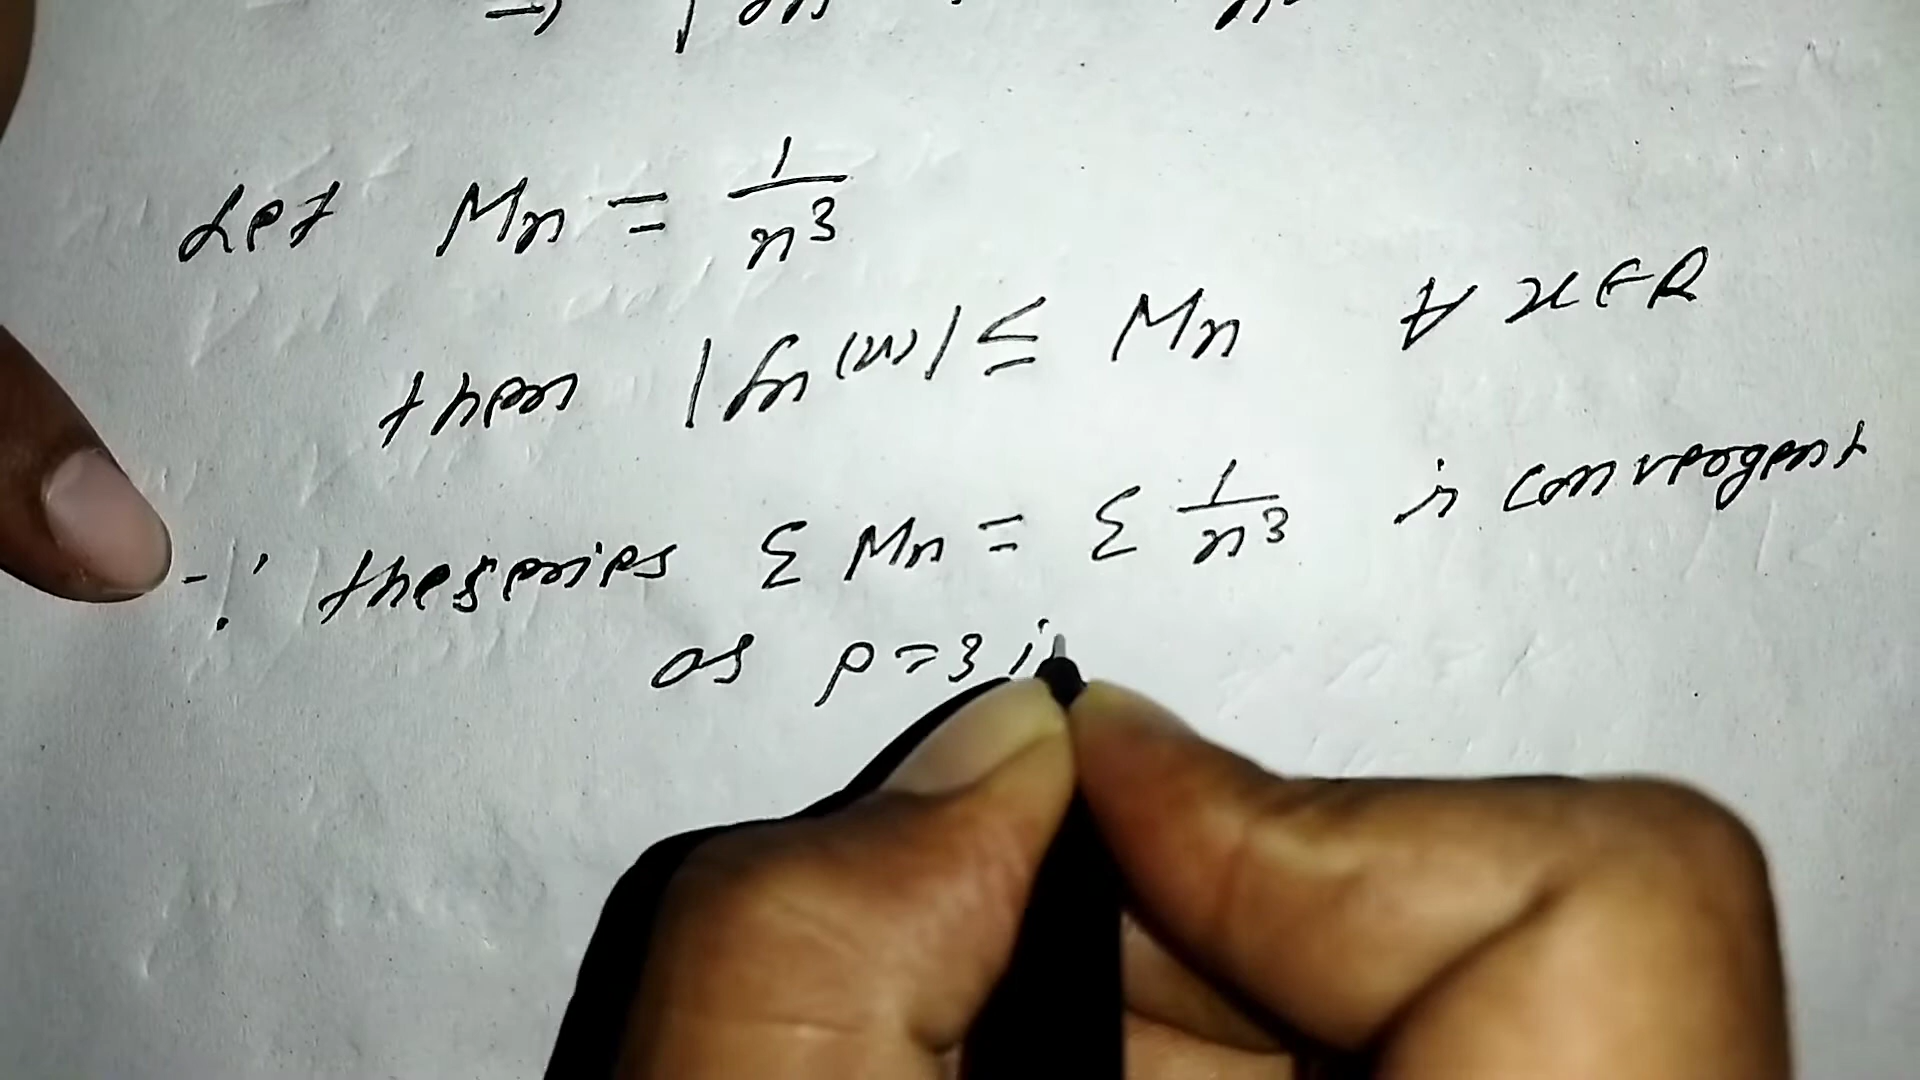 Let Mn = 1/n³
then |fn(x)| ≤ Mn ∀ x ∈ R
∵ the series Σ Mn = Σ 1/n³ is convergent
as p=3 i